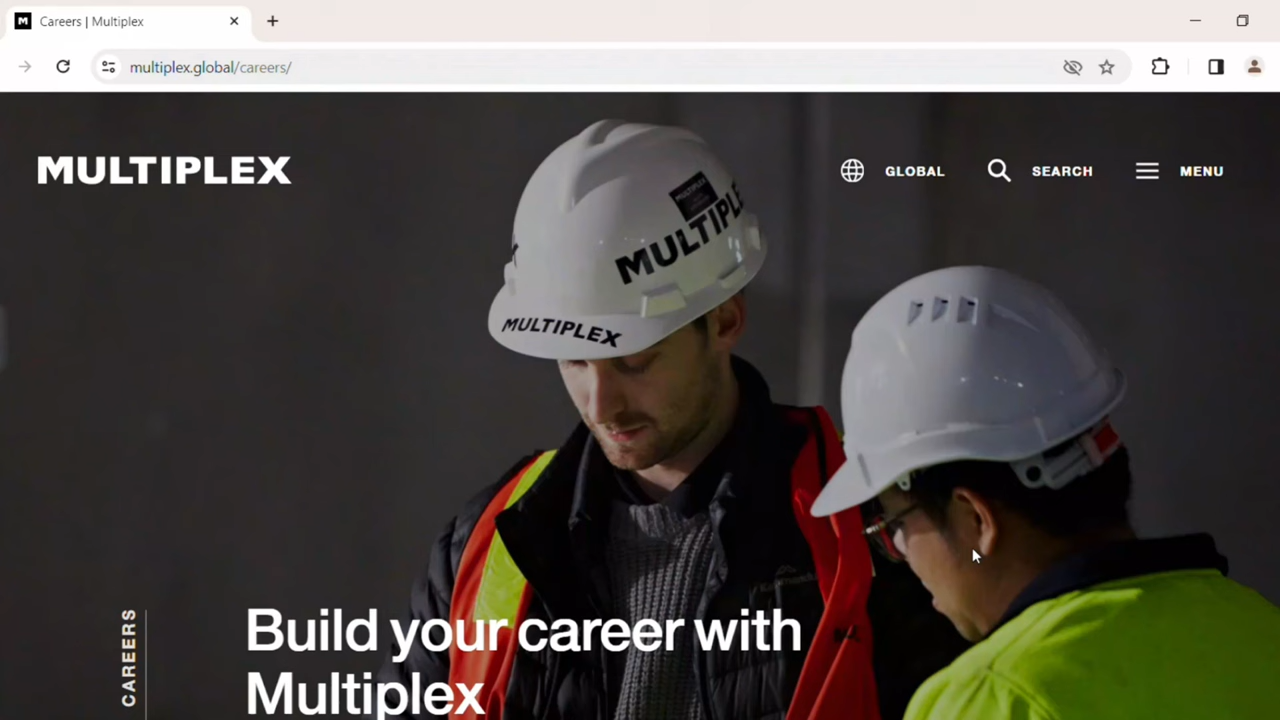 M Careers | Multiplex
multiplex.global/careers/
MULTIPLEX
GLOBAL
SEARCH
MENU
MULTIPLEX
MULTIPLEX
CAREERS
Build your career with
Multiplex